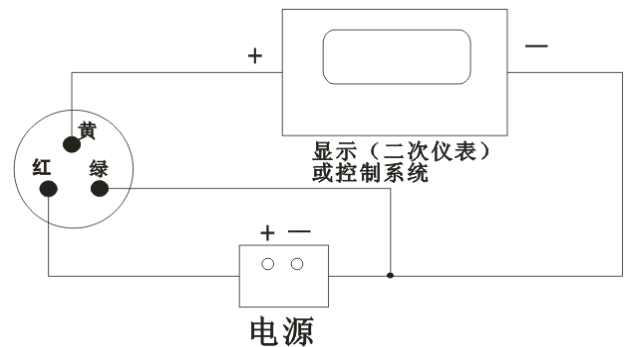 + —
黄
红 绿
显示（二次仪表）
或控制系统
+ —
电源